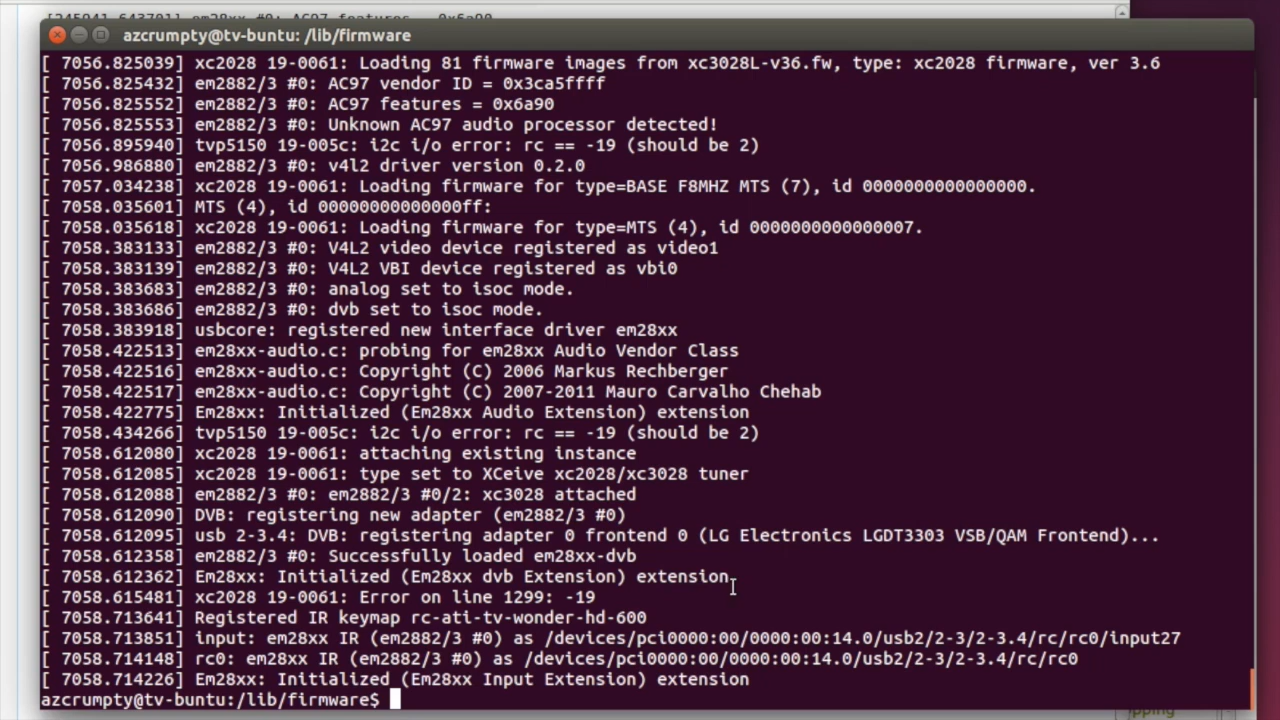 [245941.643701] em28xx #0: AC97 features = 0x6a90
azcrumpty@tv-buntu: /lib/firmware
[ 7056.825039] xc2028 19-0061: Loading 81 firmware images from xc3028L-v36.fw, type: xc2028 firmware, ver 3.6
[ 7056.825432] em2882/3 #0: AC97 vendor ID = 0x3ca5ffff
[ 7056.825552] em2882/3 #0: AC97 features = 0x6a90
[ 7056.825553] em2882/3 #0: Unknown AC97 audio processor detected!
[ 7056.895940] tvp5150 19-005c: i2c i/o error: rc == -19 (should be 2)
[ 7056.986880] em2882/3 #0: v4l2 driver version 0.2.0
[ 7057.034238] xc2028 19-0061: Loading firmware for type=BASE F8MHZ MTS (7), id 0000000000000000.
[ 7058.035601] MTS (4), id 00000000000000ff:
[ 7058.035618] xc2028 19-0061: Loading firmware for type=MTS (4), id 0000000000000007.
[ 7058.383133] em2882/3 #0: V4L2 video device registered as video1
[ 7058.383139] em2882/3 #0: V4L2 VBI device registered as vbi0
[ 7058.383683] em2882/3 #0: analog set to isoc mode.
[ 7058.383686] em2882/3 #0: dvb set to isoc mode.
[ 7058.383918] usbcore: registered new interface driver em28xx
[ 7058.422513] em28xx-audio.c: probing for em28xx Audio Vendor Class
[ 7058.422516] em28xx-audio.c: Copyright (C) 2006 Markus Rechberger
[ 7058.422517] em28xx-audio.c: Copyright (C) 2007-2011 Mauro Carvalho Chehab
[ 7058.422775] Em28xx: Initialized (Em28xx Audio Extension) extension
[ 7058.434266] tvp5150 19-005c: i2c i/o error: rc == -19 (should be 2)
[ 7058.612080] xc2028 19-0061: attaching existing instance
[ 7058.612085] xc2028 19-0061: type set to XCeive xc2028/xc3028 tuner
[ 7058.612088] em2882/3 #0: em2882/3 #0/2: xc3028 attached
[ 7058.612090] DVB: registering new adapter (em2882/3 #0)
[ 7058.612095] usb 2-3.4: DVB: registering adapter 0 frontend 0 (LG Electronics LGDT3303 VSB/QAM Frontend)...
[ 7058.612358] em2882/3 #0: Successfully loaded em28xx-dvb
[ 7058.612362] Em28xx: Initialized (Em28xx dvb Extension) extension
[ 7058.615481] xc2028 19-0061: Error on line 1299: -19
[ 7058.713641] Registered IR keymap rc-ati-tv-wonder-hd-600
[ 7058.713851] input: em28xx IR (em2882/3 #0) as /devices/pci0000:00/0000:00:14.0/usb2/2-3/2-3.4/rc/rc0/input27
[ 7058.714148] rc0: em28xx IR (em2882/3 #0) as /devices/pci0000:00/0000:00:14.0/usb2/2-3/2-3.4/rc/rc0
[ 7058.714226] Em28xx: Initialized (Em28xx Input Extension) extension
azcrumpty@tv-buntu:/lib/firmware$